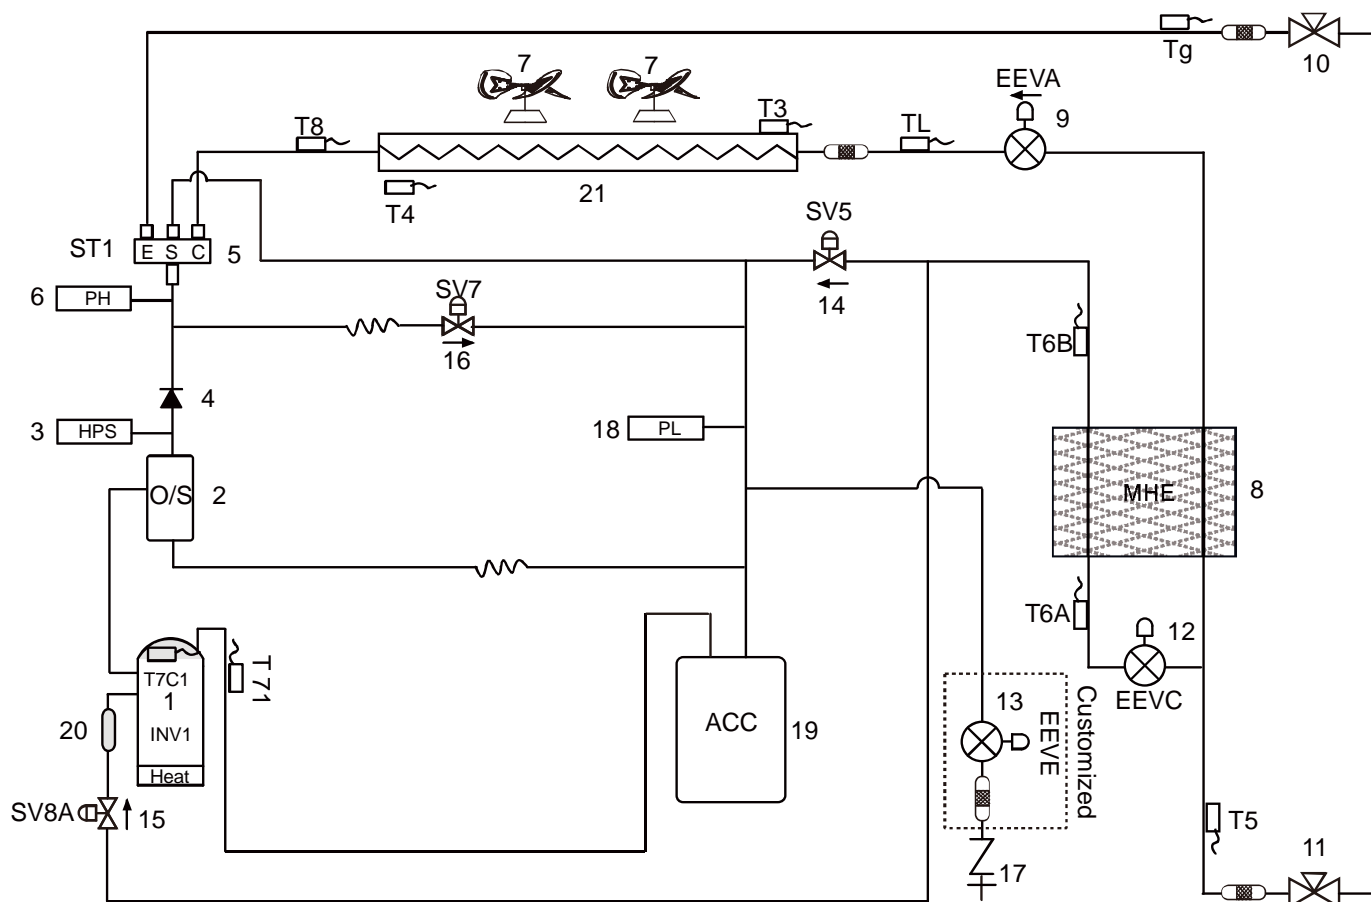 Tg
10
7
7
EEVA
9
T8
T3
TL
T4
21
SV5
ST1
E S C
5
6
PH
SV7
14
16
T6B
4
3
HPS
18
PL
O/S
2
MHE
8
T6A
12
EEVC
T7C1
1
INV1
Heat
T71
20
SV8A
15
ACC
19
13
EEVE
Customized
17
T5
11